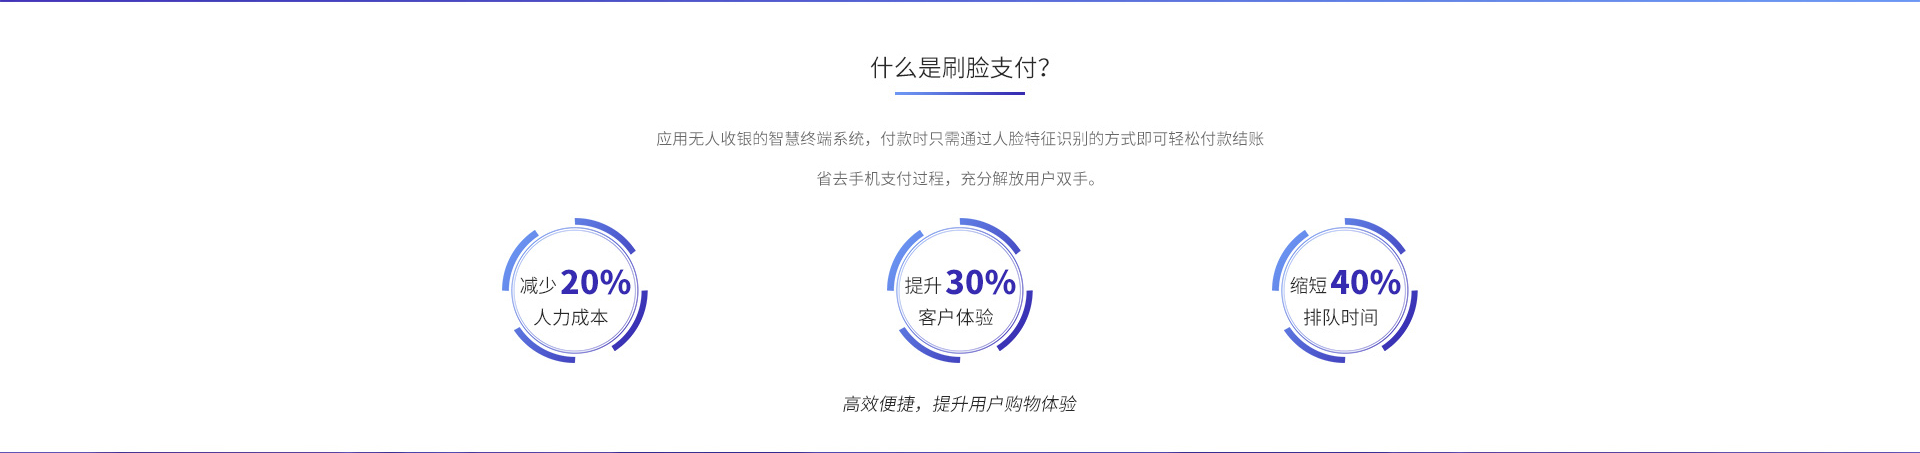 什么是刷脸支付？
应用无人收银的智慧终端系统，付款时只需通过人脸特征识别的方式即可轻松付款结账
省去手机支付过程，充分解放用户双手。
减少 20%
人力成本
提升 30%
客户体验
缩短 40%
排队时间
高效便捷，提升用户购物体验